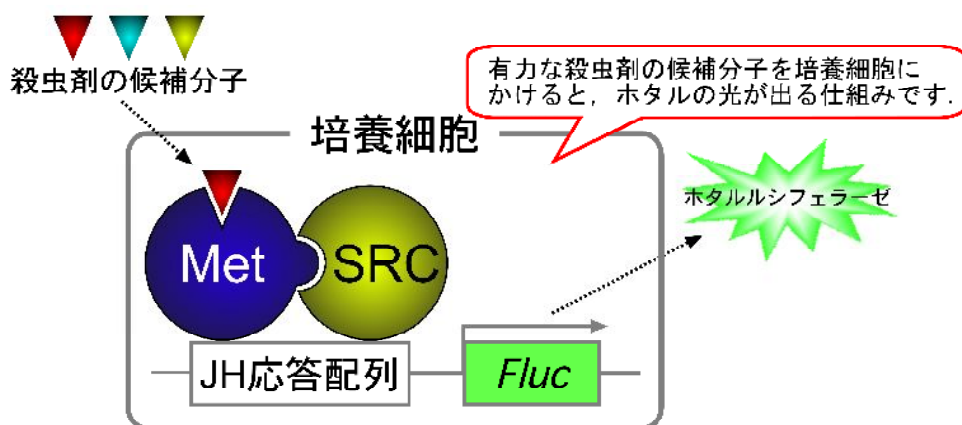 殺虫剤の候補分子
有力な殺虫剤の候補分子を培養細胞に
かけると，ホタルの光が出る仕組みです．
培養細胞
ホタルルシフェラーゼ
Met
SRC
JH応答配列
Fluc